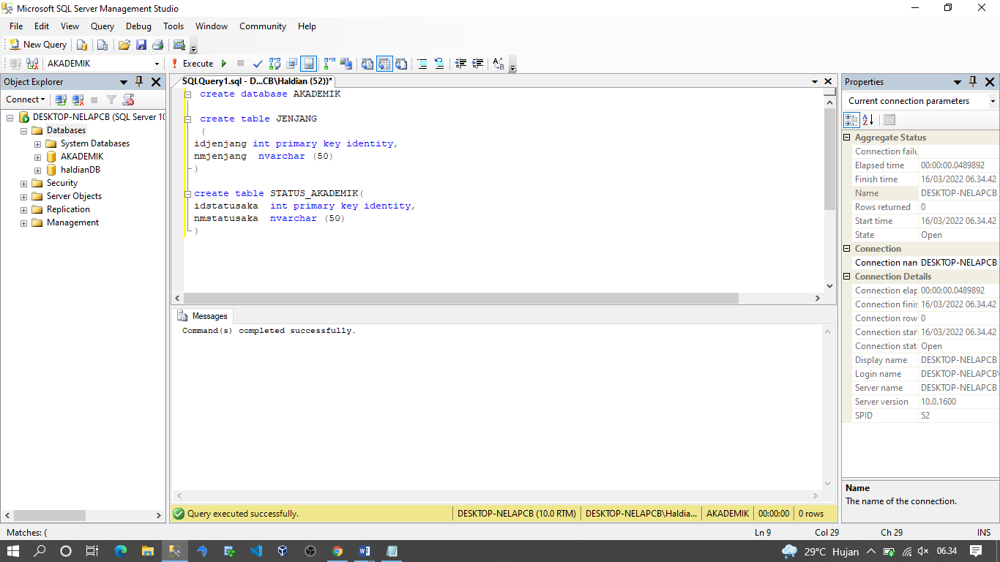 Microsoft SQL Server Management Studio
File Edit View Query Debug Tools Window Community Help
New Query
AKADEMIK Execute
Object Explorer
Connect
DESKTOP-NELAPCB (SQL Server 10
Databases
System Databases
AKADEMIK
haldianDB
Security
Server Objects
Replication
Management
SQLQuery1.sql - D...CB\Haldian (52))*
create database AKADEMIK
create table JENJANG
(
idjenjang int primary key identity,
nmjenjang  nvarchar (50)
)
create table STATUS_AKADEMIK(
idstatusaka  int primary key identity,
nmstatusaka  nvarchar (50)
)
Messages
Command(s) completed successfully.
Query executed successfully. DESKTOP-NELAPCB (10.0 RTM) DESKTOP-NELAPCB\Haldia... AKADEMIK 00:00:00 0 rows
Properties
Current connection parameters
Aggregate Status
Connection failu
Elapsed time 00:00:00.0489892
Finish time 16/03/2022 06.34.42
Name DESKTOP-NELAPCB
Rows returned 0
Start time 16/03/2022 06.34.42
State Open
Connection
Connection nam DESKTOP-NELAPCB
Connection Details
Connection elap 00:00:00.0489892
Connection finis 16/03/2022 06.34.42
Connection row 0
Connection star 16/03/2022 06.34.42
Connection stat Open
Display name DESKTOP-NELAPCB
Login name DESKTOP-NELAPCB\
Server name DESKTOP-NELAPCB
Server version 10.0.1600
SPID 52
Name
The name of the connection.
Matches: ( Ln 9 Col 29 Ch 29 INS
29°C Hujan 06.34